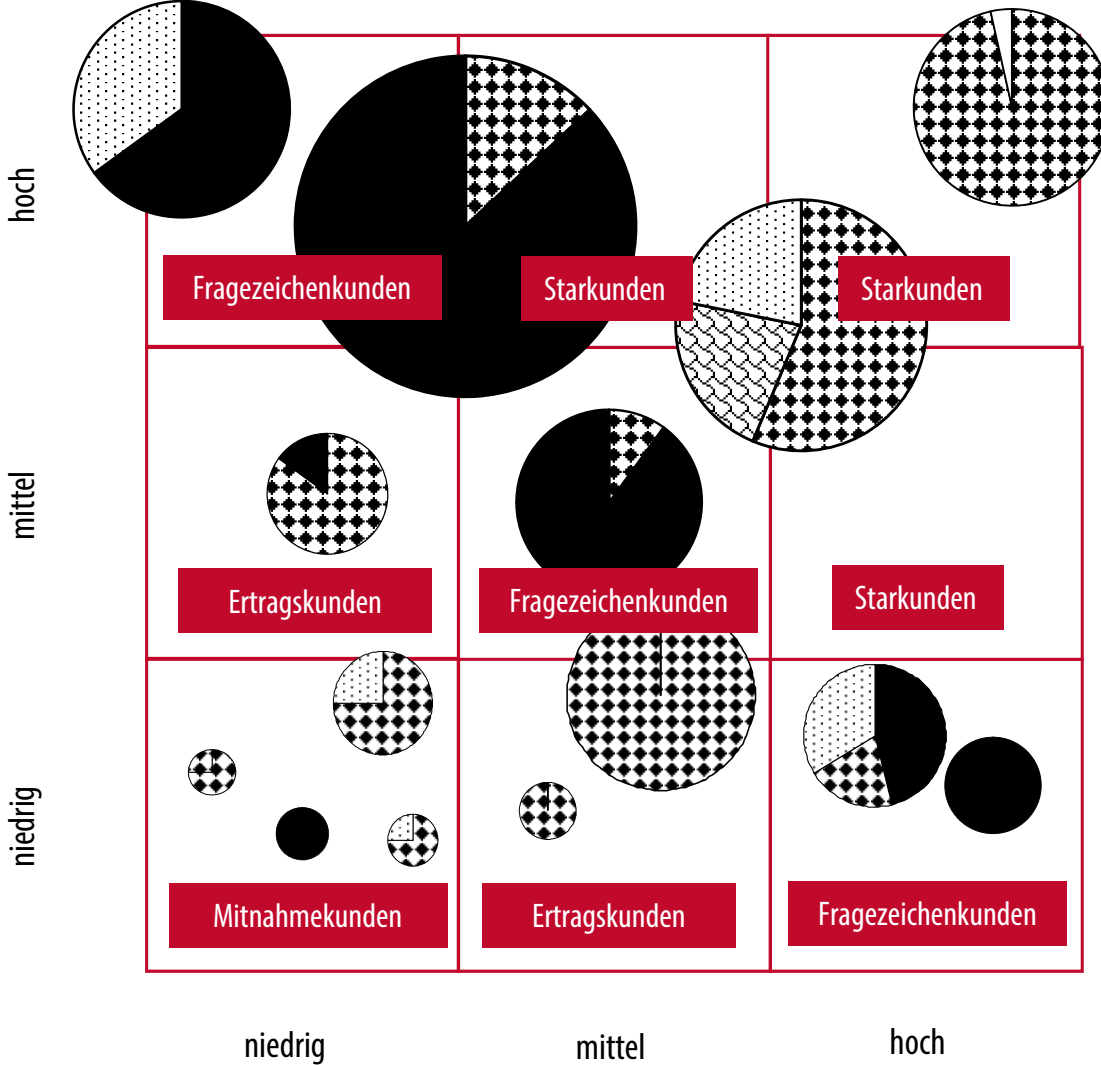 hoch
Fragezeichenkunden
Starkunden
Starkunden
mittel
Ertragskunden
Fragezeichenkunden
Starkunden
niedrig
Mitnahmekunden
Ertragskunden
Fragezeichenkunden
niedrig
mittel
hoch